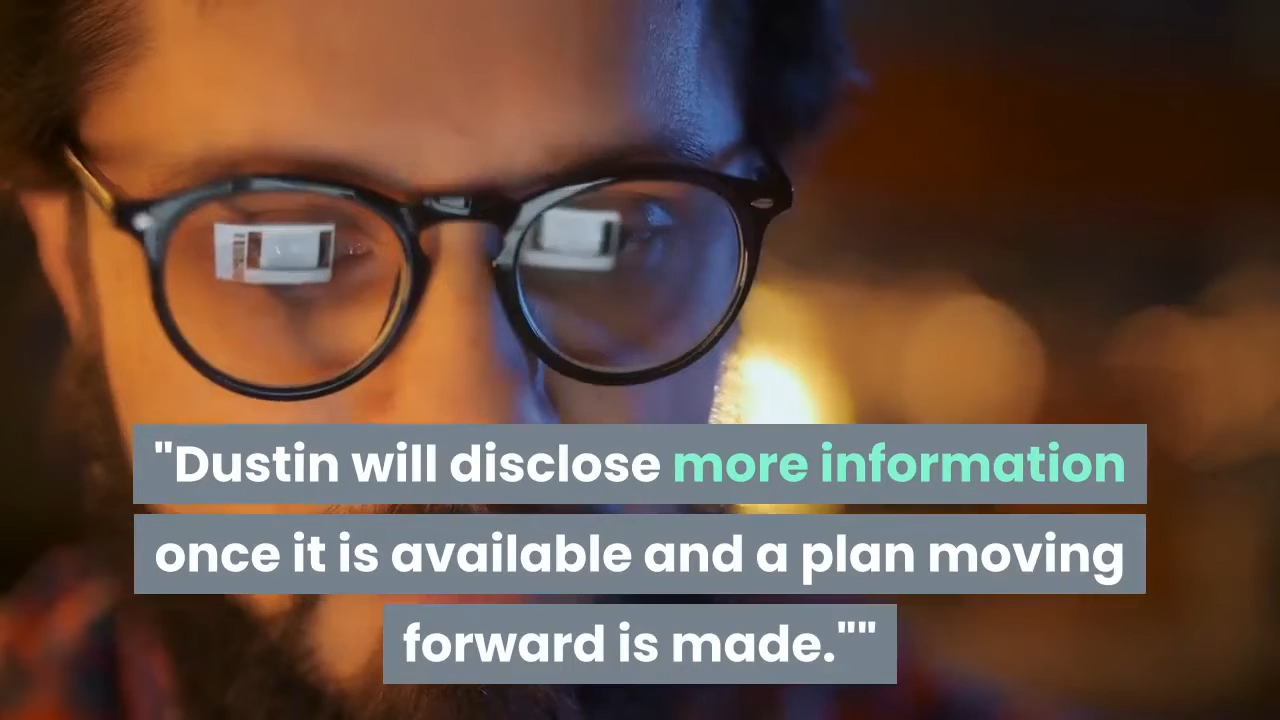 "Dustin will disclose more information
once it is available and a plan moving
forward is made.""